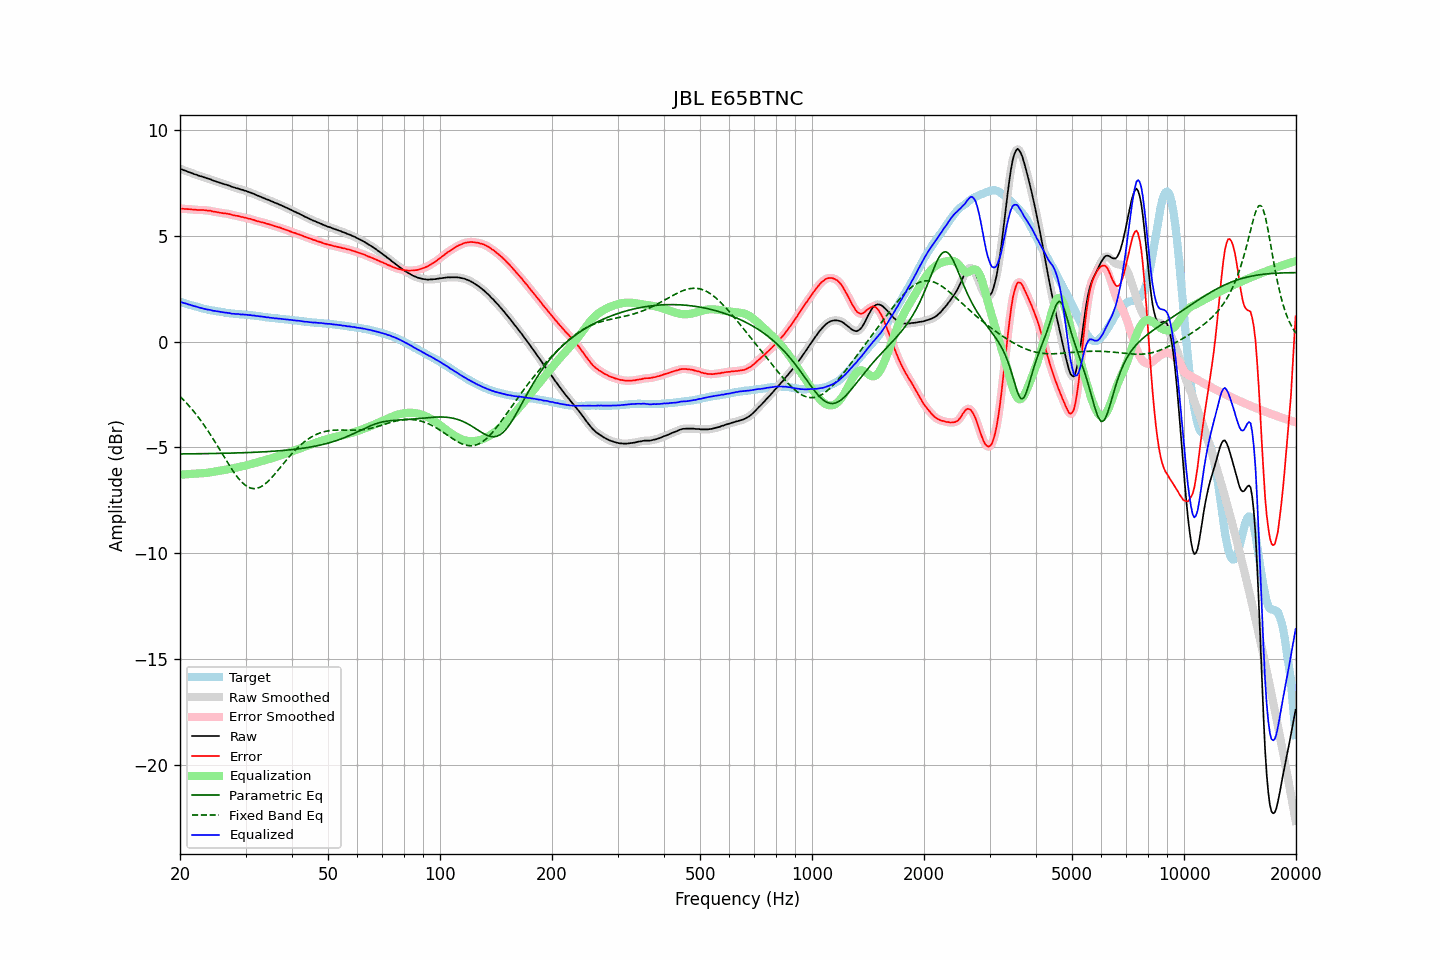 JBL E65BTNC
Amplitude (dBr)
10
5
0
−5
−10
−15
−20
Target
Raw Smoothed
Error Smoothed
Raw
Error
Equalization
Parametric Eq
Fixed Band Eq
Equalized
20 50 100 200 500 1000 2000 5000 10000 20000
Frequency (Hz)